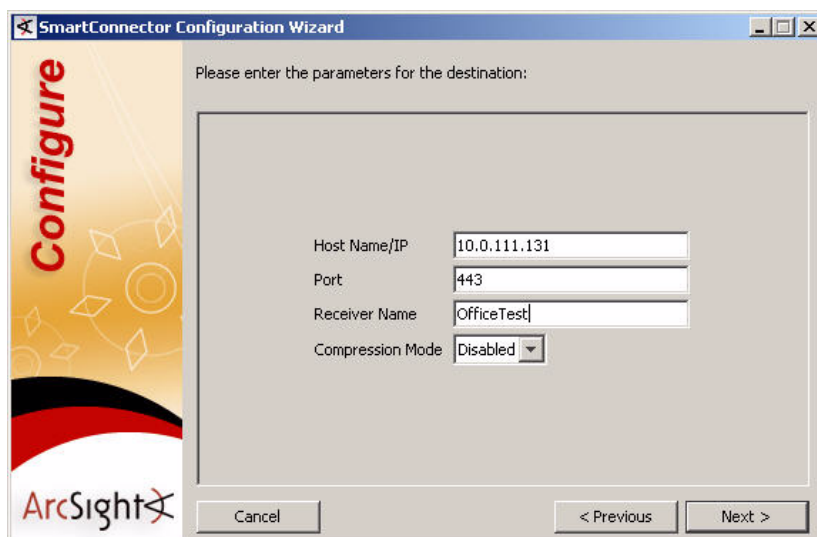 SmartConnector Configuration Wizard
Configure
Please enter the parameters for the destination:
Host Name/IP 10.0.111.131
Port 443
Receiver Name OfficeTest
Compression Mode Disabled
ArcSight
Cancel < Previous Next >